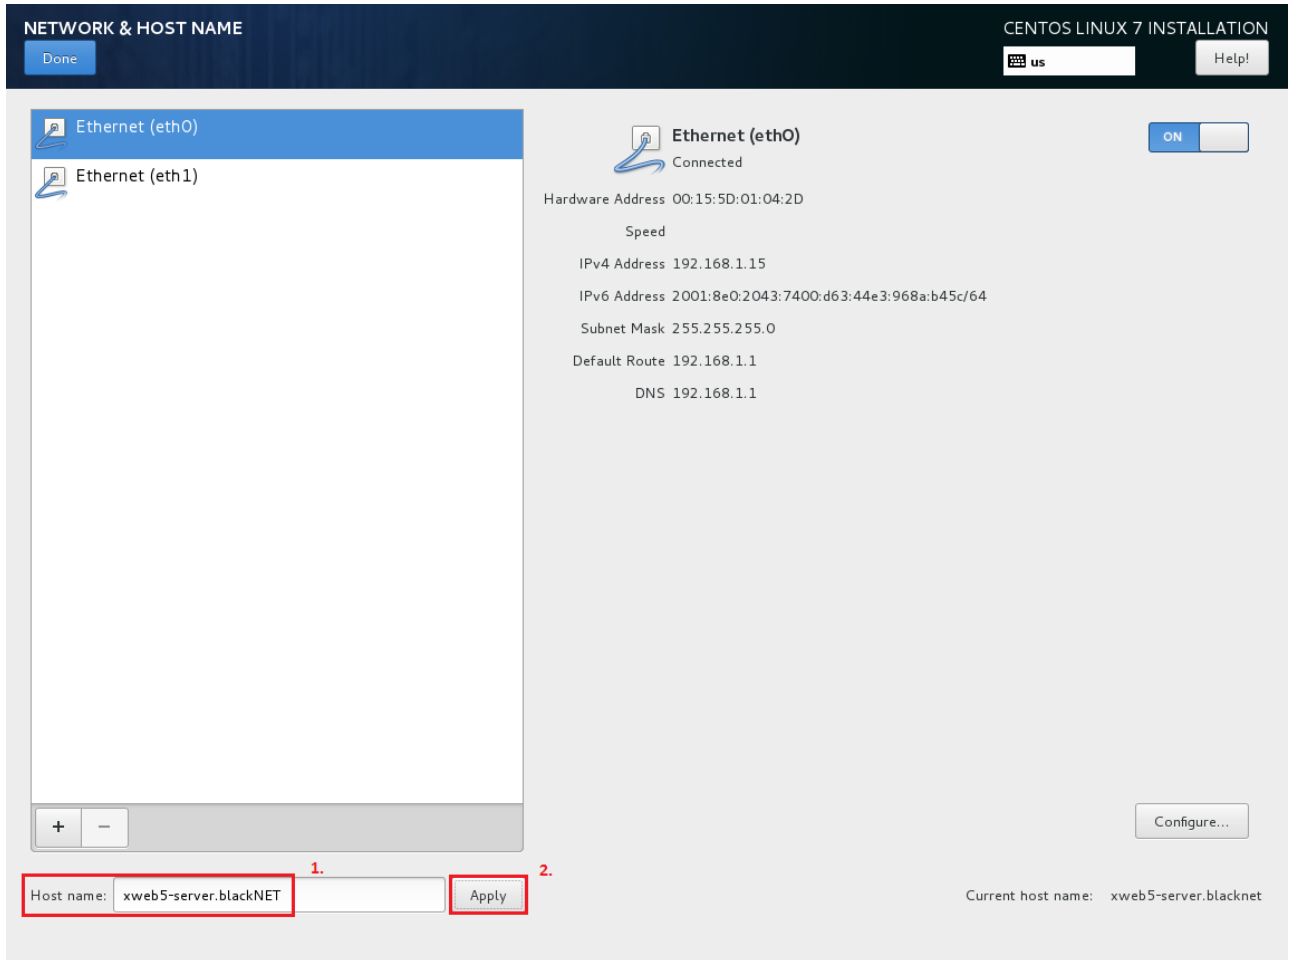 NETWORK & HOST NAME
CENTOS LINUX 7 INSTALLATION
Done
us
Help!
Ethernet (eth0)
Ethernet (eth1)
Ethernet (eth0)
Connected
ON
Hardware Address 00:15:5D:01:04:2D
Speed
IPv4 Address 192.168.1.15
IPv6 Address 2001:8e0:2043:7400:d63:44e3:968a:b45c/64
Subnet Mask 255.255.255.0
Default Route 192.168.1.1
DNS 192.168.1.1
+ −
Configure...
1.
2.
Host name: xweb5-server.blackNET
Apply
Current host name: xweb5-server.blacknet